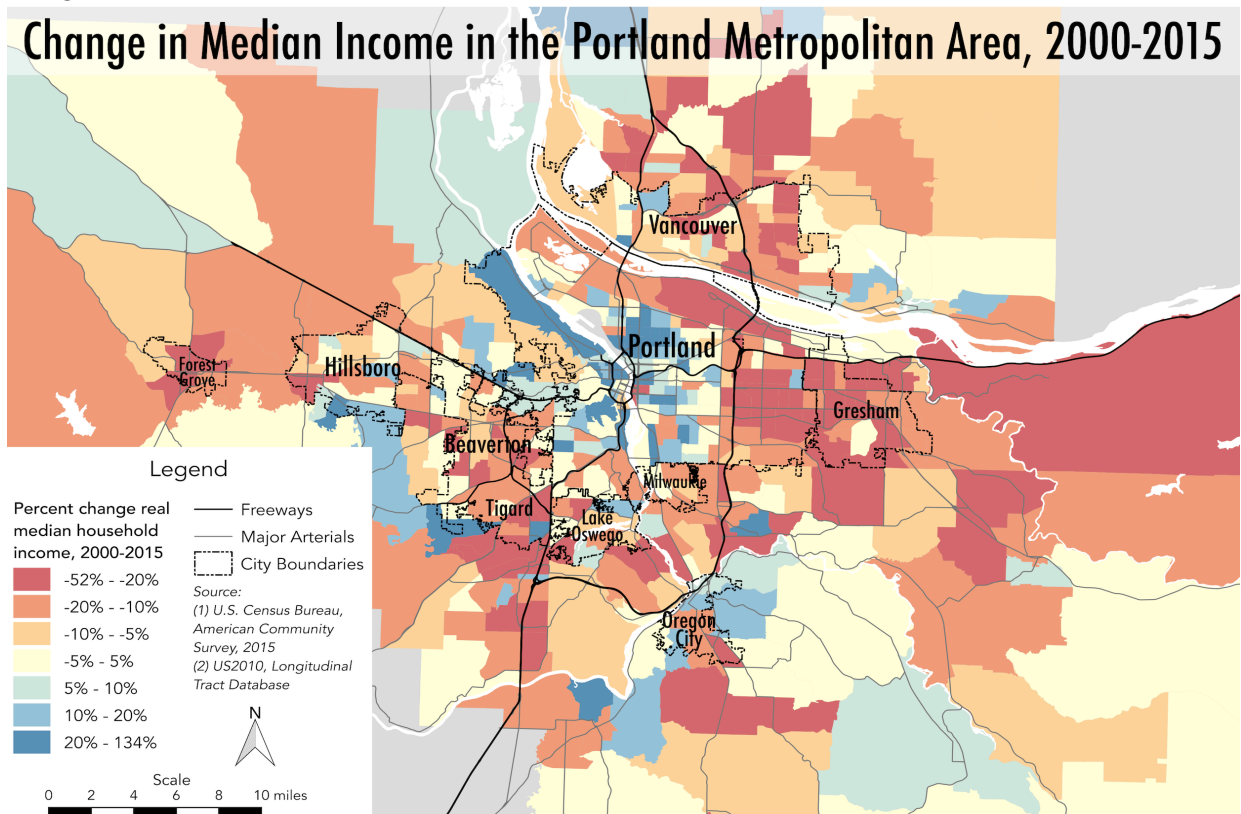 Change in Median Income in the Portland Metropolitan Area, 2000-2015
Vancouver
Portland
Forest
Grove
Hillsboro
Gresham
Beaverton
Milwaukie
Tigard
Lake
Oswego
Oregon
City
Legend
Percent change real
median household
income, 2000-2015
-52% - -20%
-20% - -10%
-10% - -5%
-5% - 5%
5% - 10%
10% - 20%
20% - 134%
Freeways
Major Arterials
City Boundaries
Source:
(1) U.S. Census Bureau,
American Community
Survey, 2015
(2) US2010, Longitudinal
Tract Database
N
Scale
0 2 4 6 8 10 miles